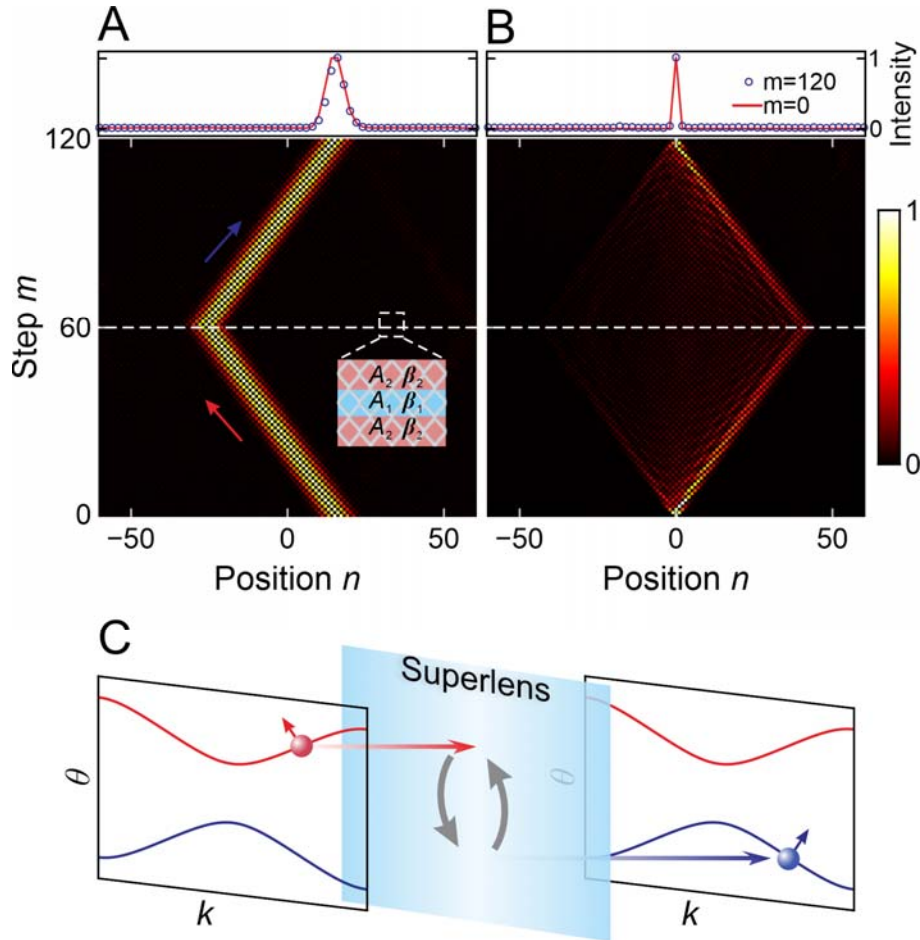 A
B
m=120
m=0
1
0
Intensity
120
60
0
Step m
A₂ β₂
A₁ β₁
A₂ β₂
1
0
−50
0
50
−50
0
50
Position n
Position n
C
Superlens
θ
θ
k
k